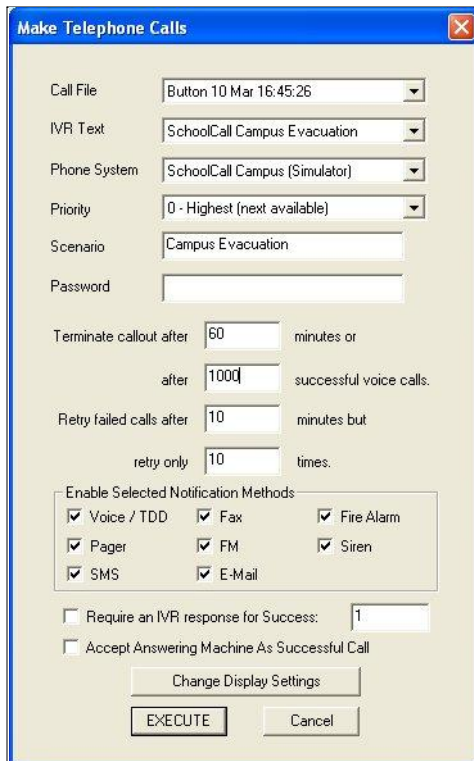 Make Telephone Calls
Call File Button 10 Mar 16:45:26
IVR Text SchoolCall Campus Evacuation
Phone System SchoolCall Campus (Simulator)
Priority 0 - Highest (next available)
Scenario Campus Evacuation
Password
Terminate callout after 60 minutes or
after 1000 successful voice calls.
Retry failed calls after 10 minutes but
retry only 10 times.
Enable Selected Notification Methods
Voice / TDD Fax Fire Alarm
Pager FM Siren
SMS E-Mail
Require an IVR response for Success: 1
Accept Answering Machine As Successful Call
Change Display Settings
EXECUTE Cancel